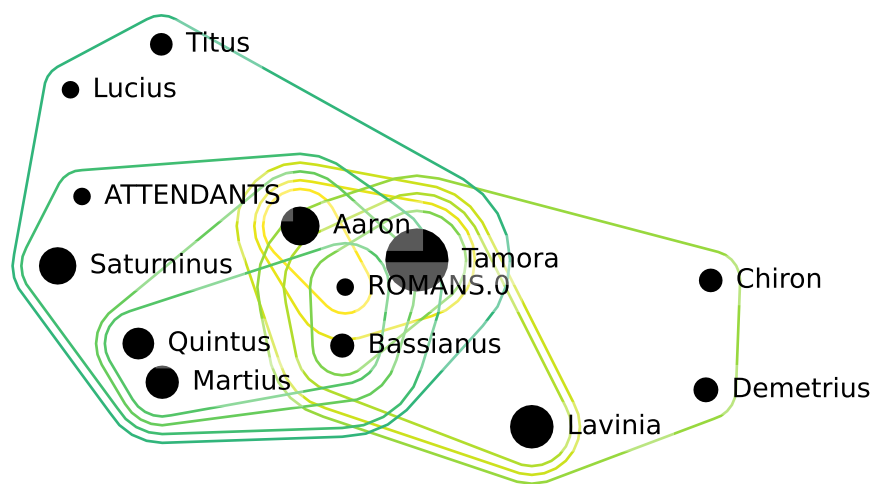 Titus
Lucius
ATTENDANTS
Aaron
Tamora
Saturninus
Chiron
ROMANS.0
Quintus
Bassianus
Martius
Demetrius
Lavinia